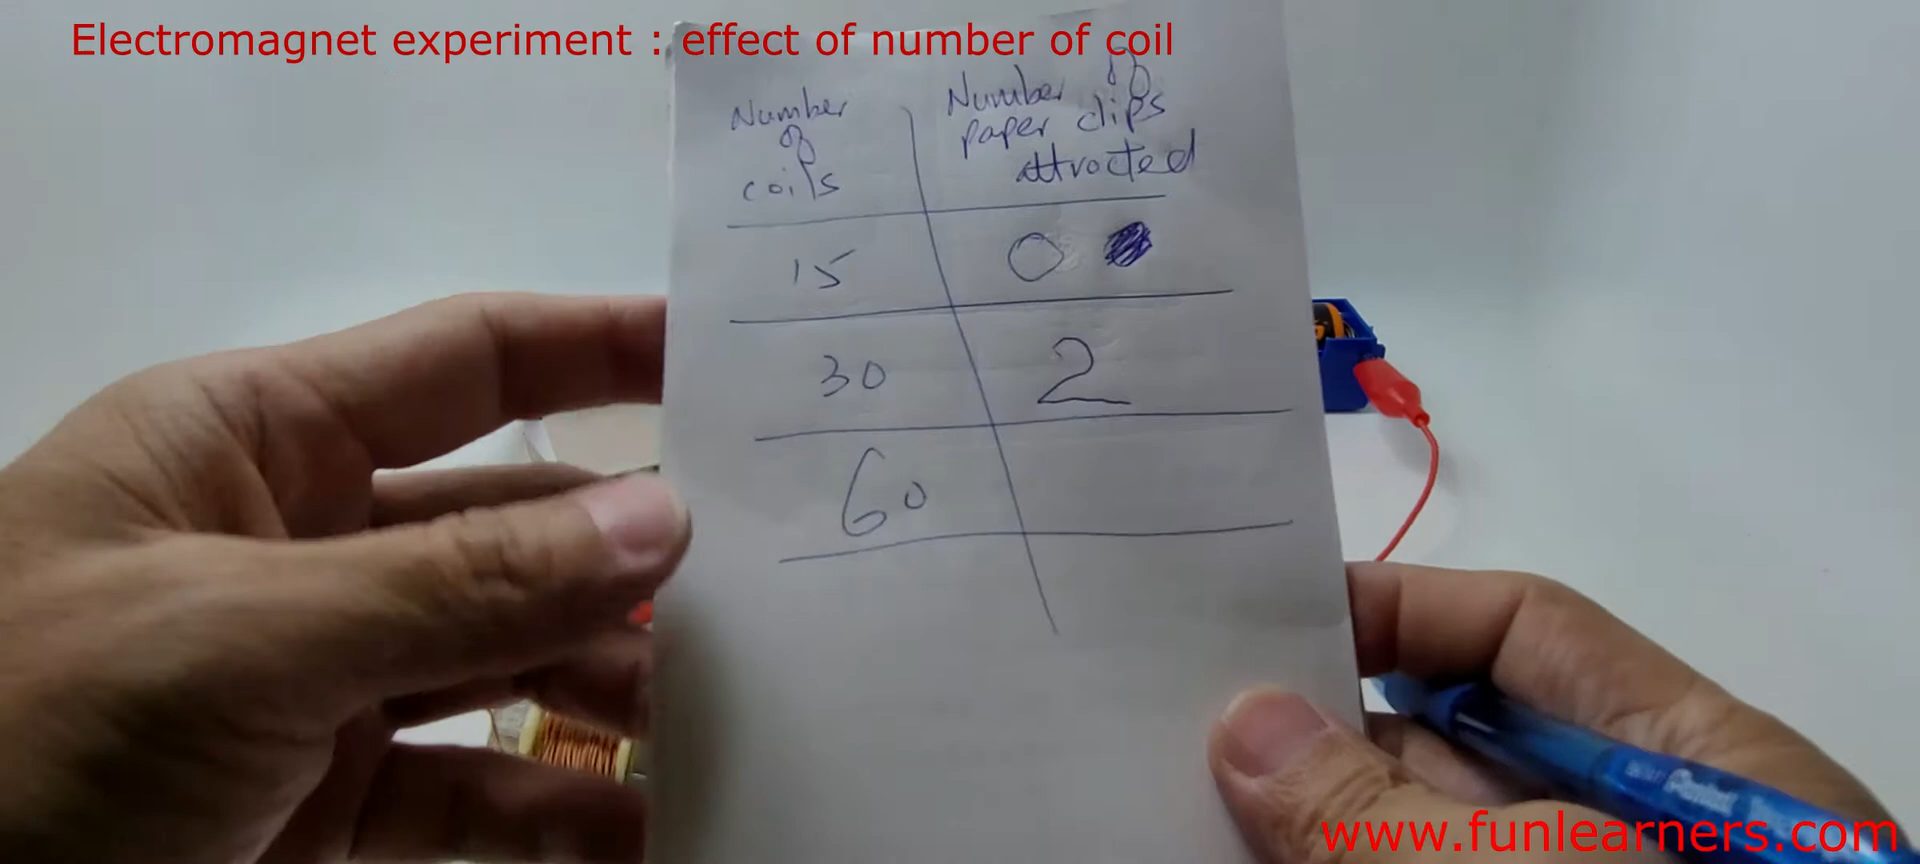 Electromagnet experiment : effect of number of coil
Number
of
coils
Number of
paper clips
attracted
15
0
30
2
60
Pentel
www.funlearners.com